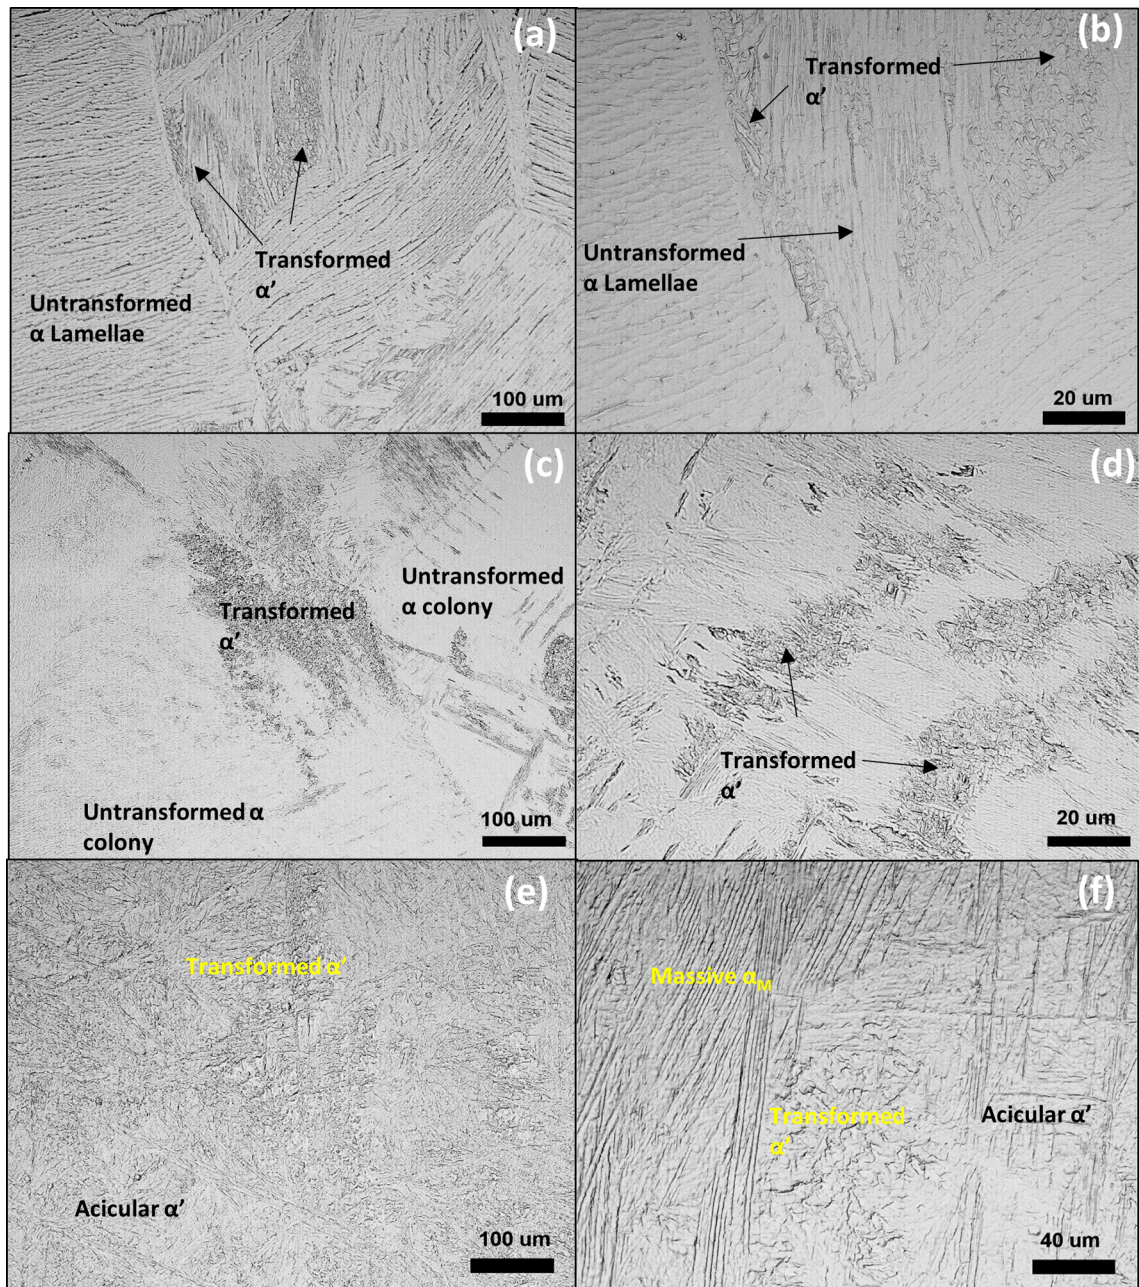 (a)
Transformed
α’
Untransformed
α Lamellae
100 um
(b)
Transformed
α’
Untransformed
α Lamellae
20 um
(c)
Untransformed
α colony
Transformed
α’
Untransformed α
colony
100 um
(d)
Transformed
α’
20 um
(e)
Transformed α’
Acicular α’
100 um
(f)
Massive αM
Transformed
α’
Acicular α’
40 um